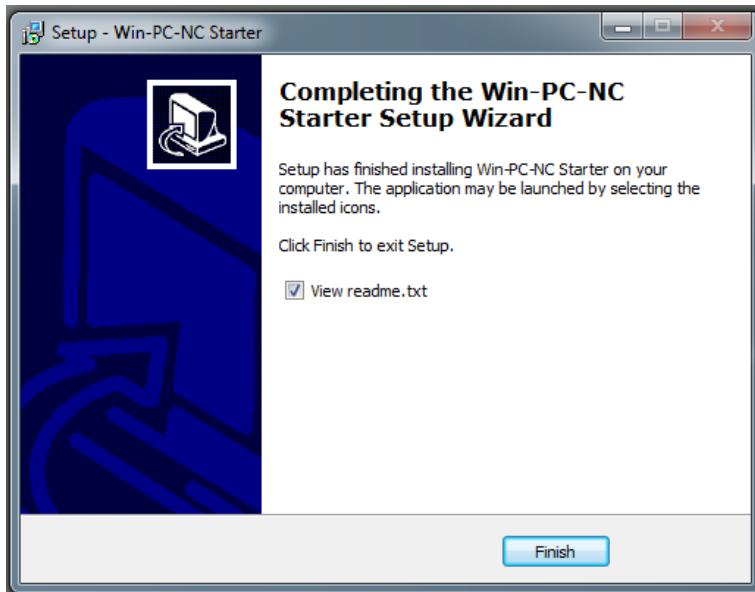 Setup - Win-PC-NC Starter
Completing the Win-PC-NC
Starter Setup Wizard
Setup has finished installing Win-PC-NC Starter on your
computer. The application may be launched by selecting the
installed icons.
Click Finish to exit Setup.
View readme.txt
Finish